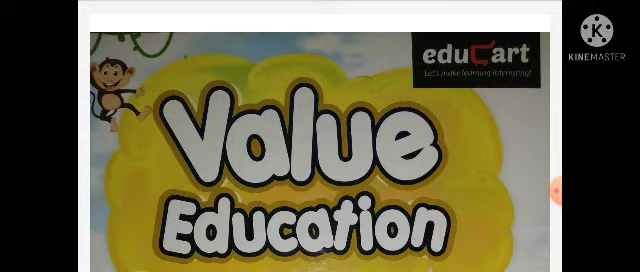 eduCart
Let's make learning interesting!
KINEMASTER
Value
Education